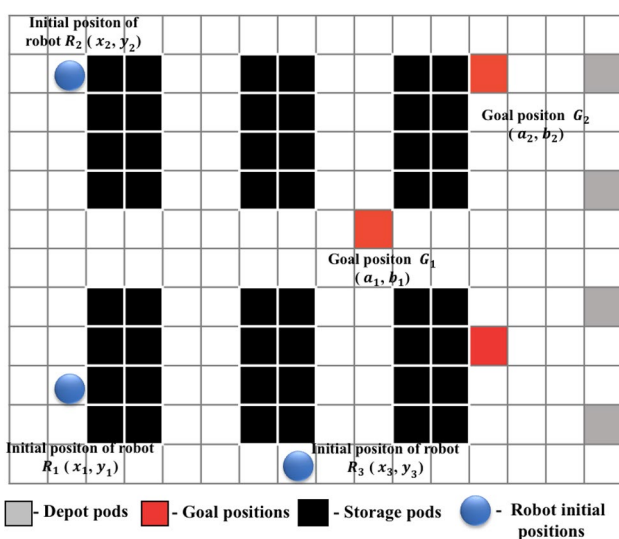 Initial positon of
robot R₂ ( x₂, y₂)
Goal positon G₂
( a₂, b₂)
Goal positon G₁
( a₁, b₁)
Initial positon of robot
R₁ ( x₁, y₁)
Initial positon of robot
R₃ ( x₃, y₃)
- Depot pods
- Goal positions
- Storage pods
- Robot initial
positions